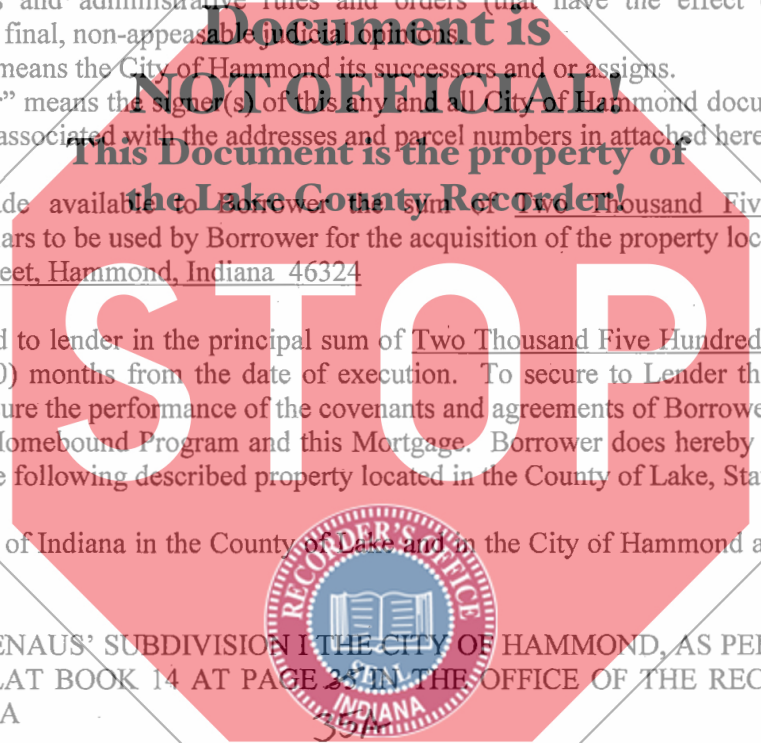 s and administrative rules and orders (that have the effect
final, non-appeasable judicial opinions.
Document is
means the City of Hammond its successors and or assigns.
NOT OFFICIAL!
” means the signer(s) of this any and all City of Hammond docu
associated with the addresses and parcel numbers in attached here
This Document is the property of
the Lake County Recorder!
de available to Borrower the sum of Two Thousand Fiv
ars to be used by Borrower for the acquisition of the property loc
eet, Hammond, Indiana 46324
STOP
d to lender in the principal sum of Two Thousand Five Hundred
0) months from the date of execution. To secure to Lender th
ure the performance of the covenants and agreements of Borrowe
Homebound Program and this Mortgage. Borrower does hereby
e following described property located in the County of Lake, Sta
of Indiana in the County of Lake and in the City of Hammond a
RECORDER'S OFFICE
SEAL
INDIANA
ENAUS’ SUBDIVISION I THE CITY OF HAMMOND, AS PE
LAT BOOK 14 AT PAGE IN THE OFFICE OF THE REC
A
35A